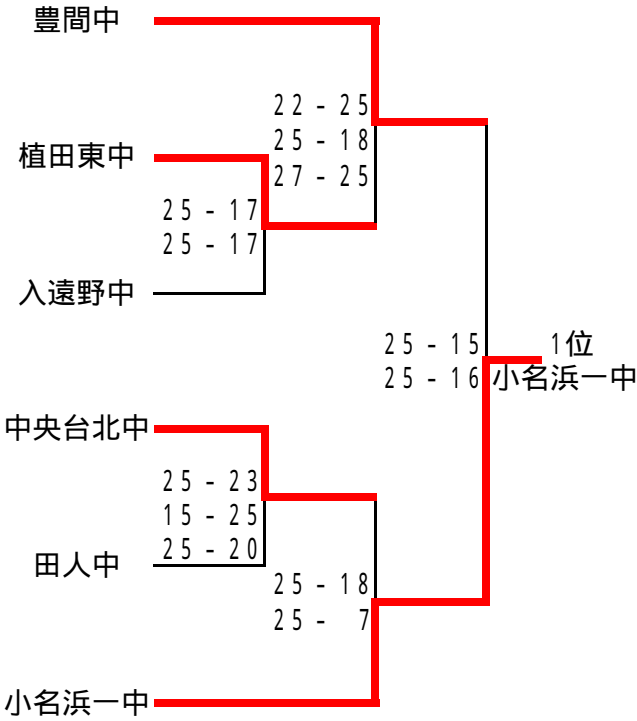 豊間中
22 - 25
25 - 18
27 - 25
植田東中
25 - 17
25 - 17
入遠野中
25 - 15
25 - 16
1位
小名浜一中
中央台北中
25 - 23
15 - 25
25 - 20
田人中
25 - 18
25 - 7
小名浜一中